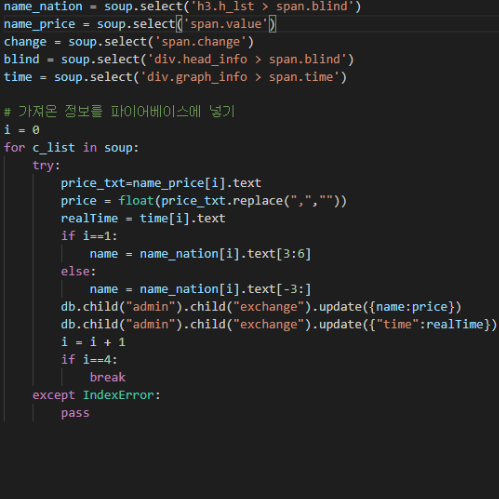 name_nation = soup.select('h3.h_lst > span.blind')
name_price = soup.select('span.value')
change = soup.select('span.change')
blind = soup.select('div.head_info > span.blind')
time = soup.select('div.graph_info > span.time')
# 가져온 정보를 파이어베이스에 넣기
i = 0
for c_list in soup:
try:
price_txt=name_price[i].text
price = float(price_txt.replace(",",""))
realTime = time[i].text
if i==1:
name = name_nation[i].text[3:6]
else:
name = name_nation[i].text[-3:]
db.child("admin").child("exchange").update({name:price})
db.child("admin").child("exchange").update({"time":realTime})
i = i + 1
if i==4:
break
except IndexError:
pass